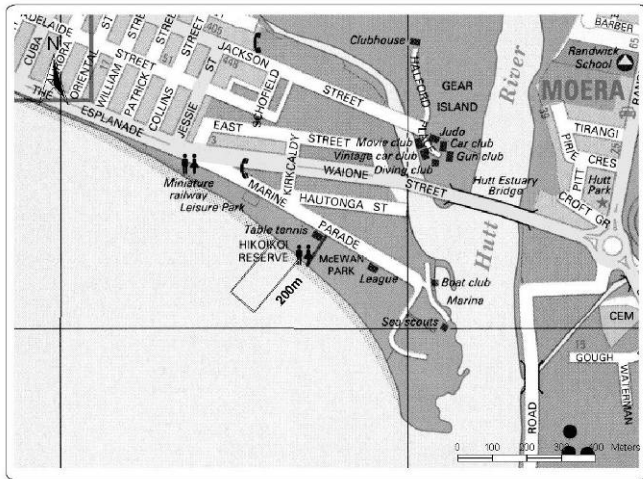 ADELAIDE
CUBA
AURORA
ORIENTAL
ST
WILLIAM
ST
PATRICK
STREET
COLLINS
STREET
JESSIE
ST
N
THE
ESPLANADE
JACKSON
STREET
SCHOFIELD
EAST
STREET
KIRKCALDY
WAIONE
STREET
HAUTONGA ST
MARINE
PARADE
Miniature
railway
Leisure Park
Table tennis
HIKOIKOI
RESERVE
McEWAN
PARK
League
200m
Clubhouse
HALFORD PL
GEAR
ISLAND
Judo
Movie club
Car club
Vintage car club
Gun club
Diving club
Hutt Estuary
Bridge
Hutt
River
Boat club
Marina
Sea scouts
BARBER
Randwick
School
MOERA
TIRANGI
CRES
PIRIE
PITT
Hutt
Park
CROFT GR
CEM
GOUGH
WATERMAN
ROAD
0 100 200 300 400 Meters